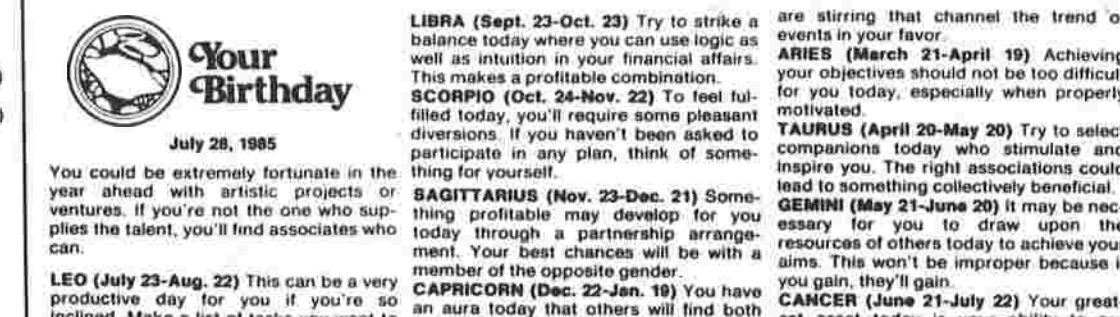 Your
Birthday
July 28, 1985
You could be extremely fortunate in the
year ahead with artistic projects or
ventures. If you're not the one who sup-
plies the talent, you'll find associates who
can.
LEO (July 23-Aug. 22) This can be a very
productive day for you if you're so
inclined. Make a list of tasks you want to
LIBRA (Sept. 23-Oct. 23) Try to strike a
balance today where you can use logic as
well as intuition in your financial affairs.
This makes a profitable combination.
SCORPIO (Oct. 24-Nov. 22) To feel ful-
filled today, you'll require some pleasant
diversions. If you haven't been asked to
participate in any plan, think of some-
thing for yourself.
SAGITTARIUS (Nov. 23-Dec. 21) Some-
thing profitable may develop for you
today through a partnership arrange-
ment. Your best chances will be with a
member of the opposite gender.
CAPRICORN (Dec. 22-Jan. 19) You have
an aura today that others will find both
are stirring that channel the trend o
events in your favor.
ARIES (March 21-April 19) Achieving
your objectives should not be too difficul
for you today, especially when properly
motivated.
TAURUS (April 20-May 20) Try to selec
companions today who stimulate and
inspire you. The right associations could
lead to something collectively beneficial.
GEMINI (May 21-June 20) It may be nec
essary for you to draw upon the
resources of others today to achieve you
aims. This won't be improper because i
you gain, they'll gain.
CANCER (June 21-July 22) Your great-
est asset today is your ability to